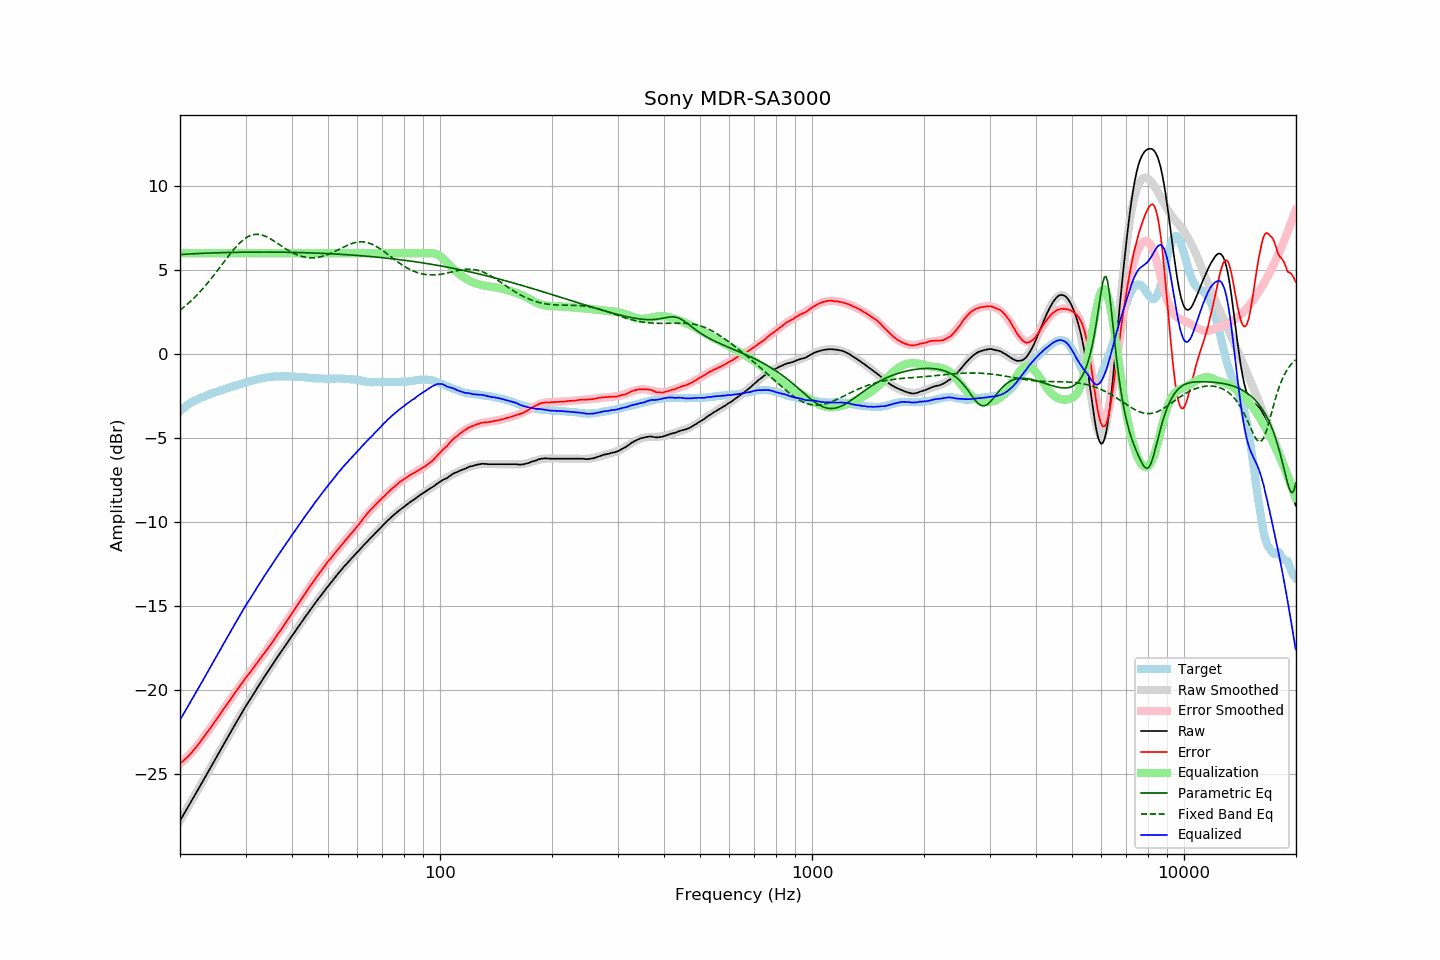 Sony MDR-SA3000
Amplitude (dBr)
10
5
0
−5
−10
−15
−20
−25
100
1000
10000
Frequency (Hz)
Target
Raw Smoothed
Error Smoothed
Raw
Error
Equalization
Parametric Eq
Fixed Band Eq
Equalized